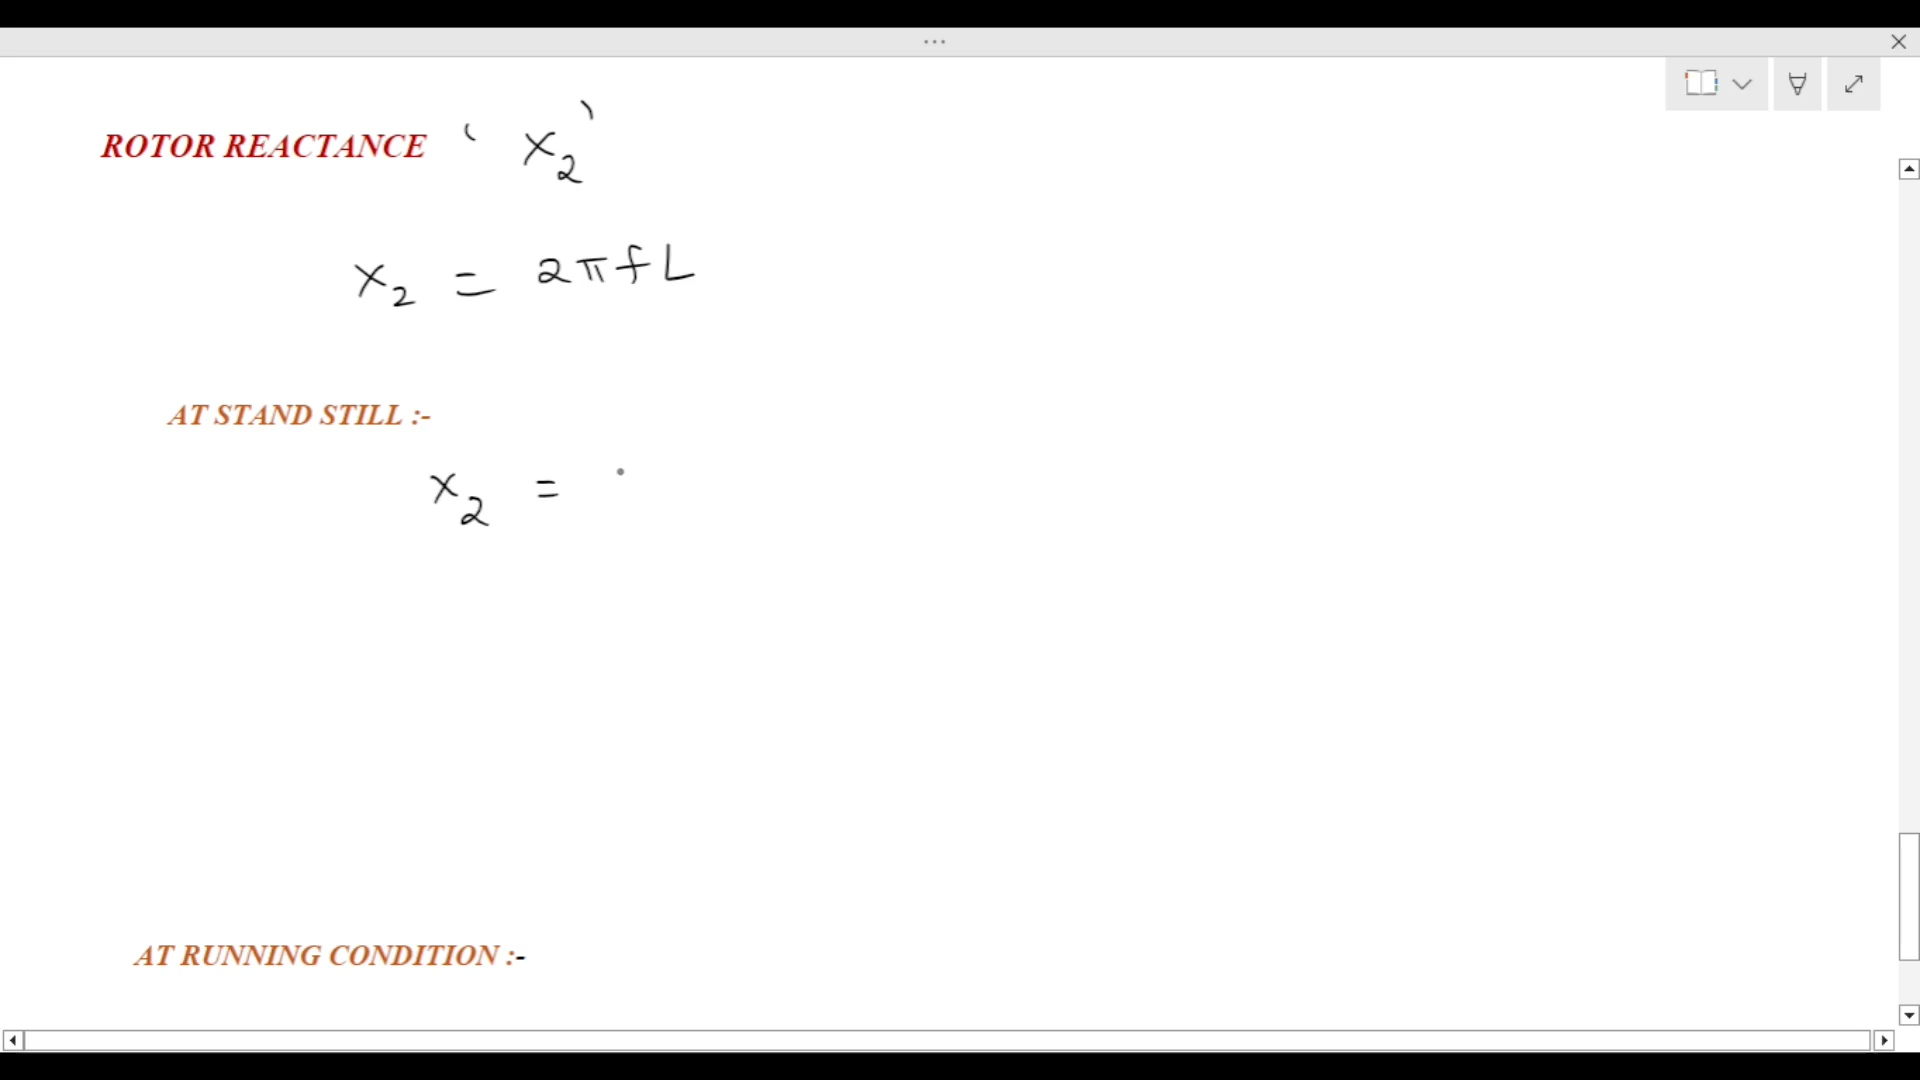 ROTOR REACTANCE ‘ X₂ ’
X₂ = 2πfL
AT STAND STILL :-
X₂ =
AT RUNNING CONDITION :-